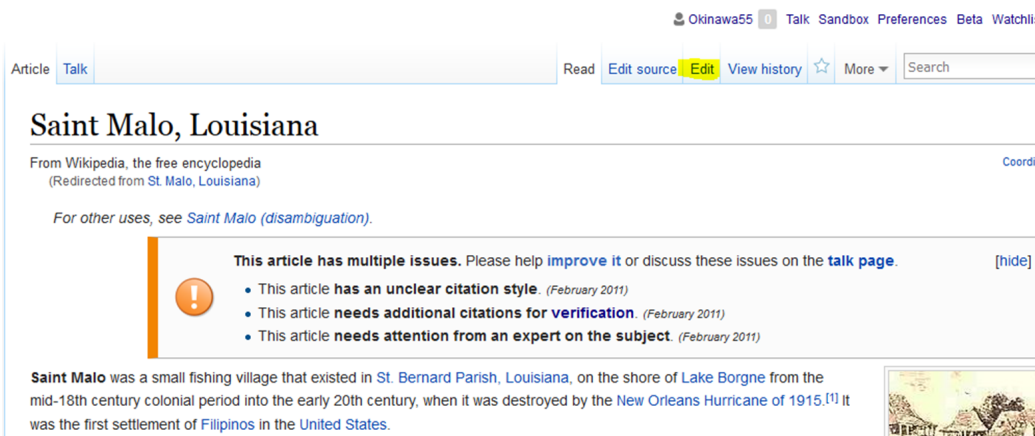 Okinawa55 0 Talk Sandbox Preferences Beta Watchli
Article Talk Read Edit source Edit View history More Search
Saint Malo, Louisiana
From Wikipedia, the free encyclopedia Coordi
(Redirected from St. Malo, Louisiana)
For other uses, see Saint Malo (disambiguation).
This article has multiple issues. Please help improve it or discuss these issues on the talk page. [hide]
• This article has an unclear citation style. (February 2011)
• This article needs additional citations for verification. (February 2011)
• This article needs attention from an expert on the subject. (February 2011)
Saint Malo was a small fishing village that existed in St. Bernard Parish, Louisiana, on the shore of Lake Borgne from the
mid-18th century colonial period into the early 20th century, when it was destroyed by the New Orleans Hurricane of 1915.[1] It
was the first settlement of Filipinos in the United States.